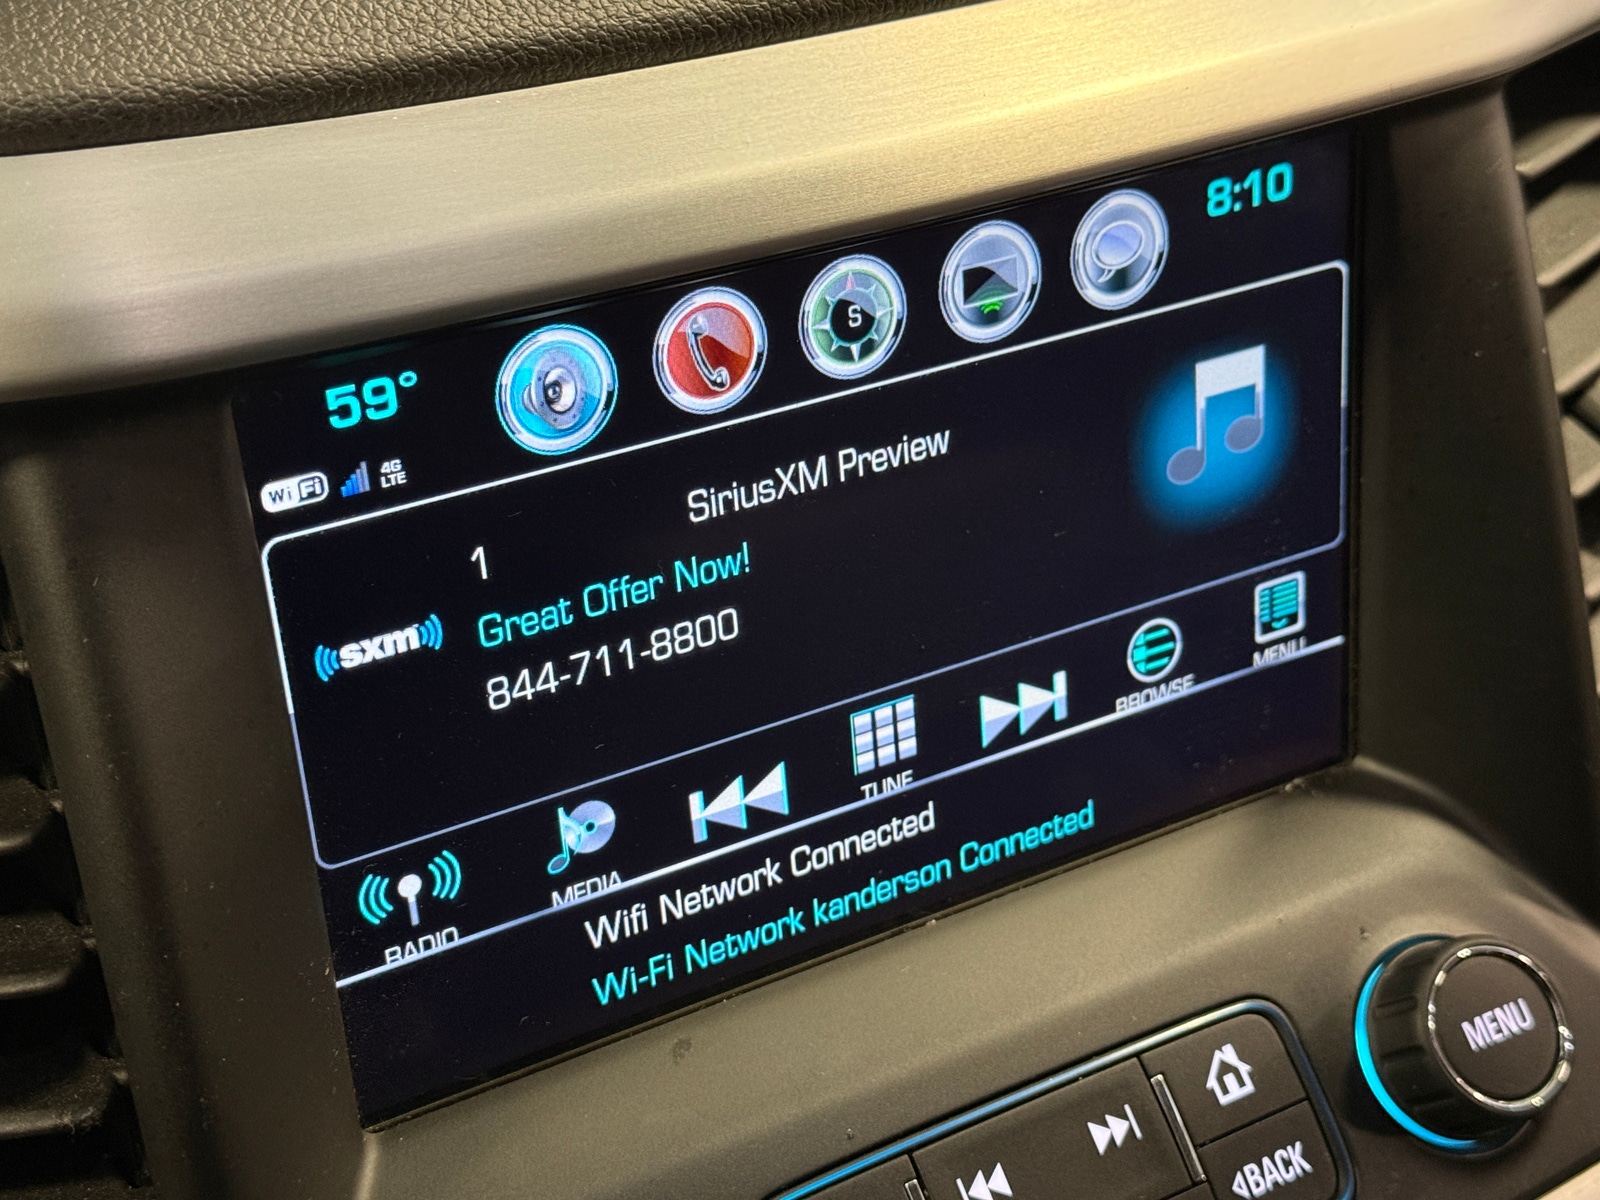 8:10
59°
S
WiFi
4G
LTE
SiriusXM Preview
1
((sxm))
Great Offer Now!
844-711-8800
RADIO
MEDIA
TUNE
BROWSE
MENU
Wifi Network Connected
Wi-Fi Network kanderson Connected
MENU
BACK